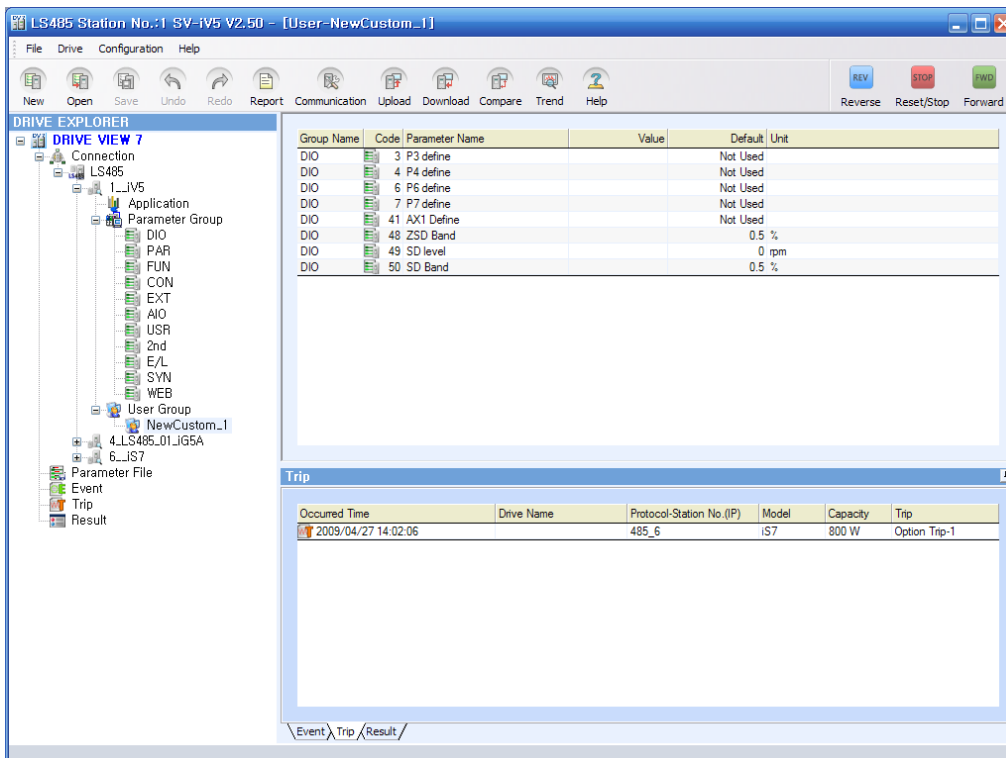 LS485 Station No.:1 SV-iV5 V2.50 - [User-NewCustom_1]
File Drive Configuration Help
New Open Save Undo Redo Report Communication Upload Download Compare Trend Help Reverse Reset/Stop Forward
REV STOP FWD
DRIVE EXPLORER
DRIVE VIEW 7
Connection
LS485
1__iV5
Application
Parameter Group
DIO
PAR
FUN
CON
EXT
AIO
USR
2nd
E/L
SYN
WEB
User Group
NewCustom_1
4_LS485_01_iG5A
6__iS7
Parameter File
Event
Trip
Result
Group Name Code Parameter Name Value Default Unit
DIO 3 P3 define Not Used
DIO 4 P4 define Not Used
DIO 6 P6 define Not Used
DIO 7 P7 define Not Used
DIO 41 AX1 Define Not Used
DIO 48 ZSD Band 0.5 %
DIO 49 SD level 0 rpm
DIO 50 SD Band 0.5 %
Trip
Occurred Time Drive Name Protocol-Station No.(IP) Model Capacity Trip
2009/04/27 14:02:06 485_6 iS7 800 W Option Trip-1
Event Trip Result